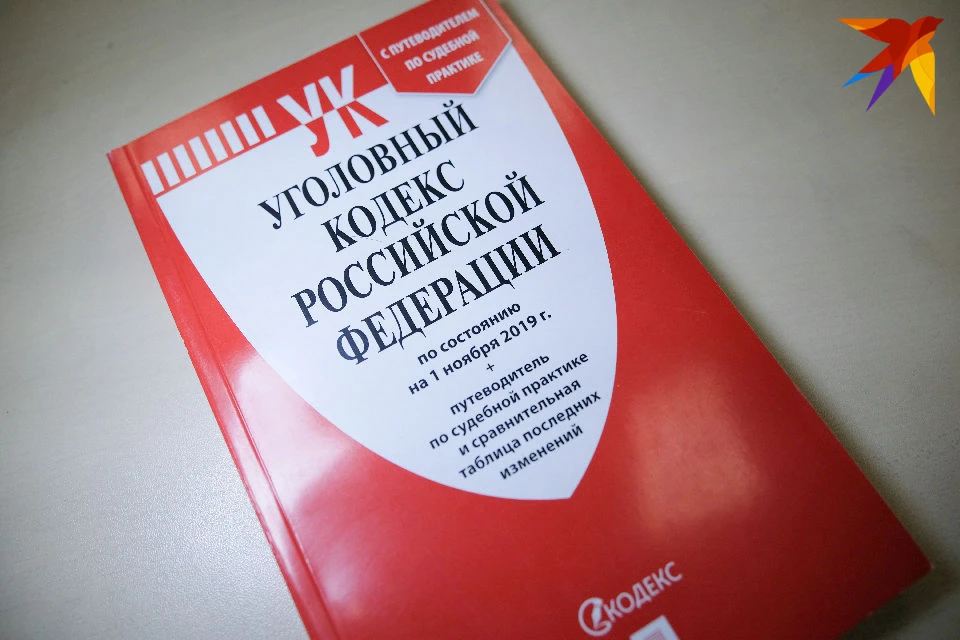 С ПУТЕВОДИТЕЛЕМ
ПО СУДЕБНОЙ
ПРАКТИКЕ
УК
УГОЛОВНЫЙ
КОДЕКС
РОССИЙСКОЙ
ФЕДЕРАЦИИ
по состоянию
на 1 ноября 2019 г.
+
путеводитель
по судебной практике
и сравнительная
таблица последних
изменений
КОДЕКС